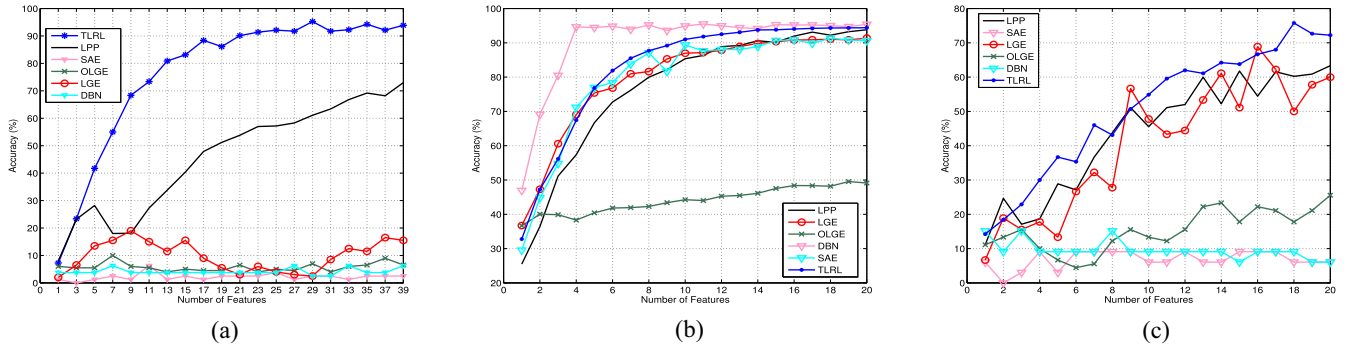 100
90
80
70
60
50
40
30
20
10
0
Accuracy (%)
TLRL
LPP
SAE
OLGE
LGE
DBN
0 1 3 5 7 9 11 13 15 17 19 21 23 25 27 29 31 33 35 37 39
Number of Features
(a)
100
90
80
70
60
50
40
30
20
Accuracy (%)
LPP
LGE
OLGE
DBN
SAE
TLRL
0 2 4 6 8 10 12 14 16 18 20
Number of Features
(b)
80
70
60
50
40
30
20
10
0
Accuracy (%)
LPP
SAE
LGE
OLGE
DBN
TLRL
0 2 4 6 8 10 12 14 16 18 20
Number of Features
(c)